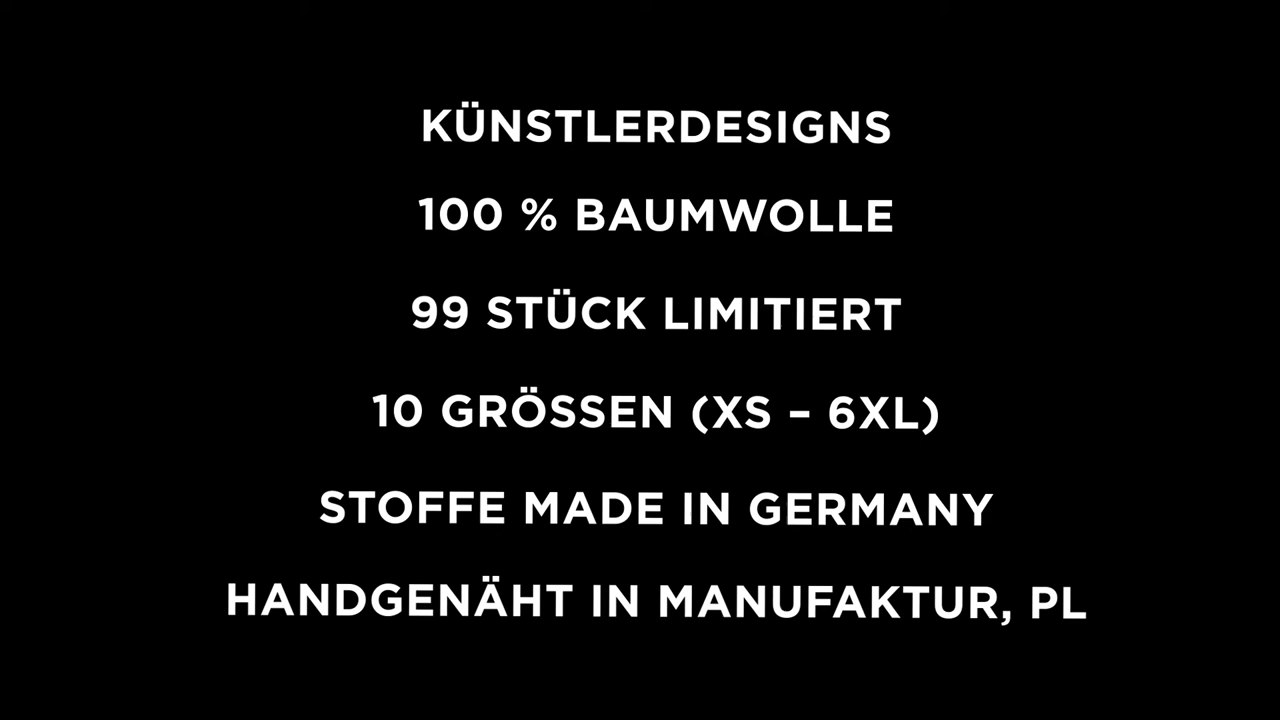 KÜNSTLERDESIGNS
100 % BAUMWOLLE
99 STÜCK LIMITIERT
10 GRÖSSEN (XS – 6XL)
STOFFE MADE IN GERMANY
HANDGENÄHT IN MANUFAKTUR, PL